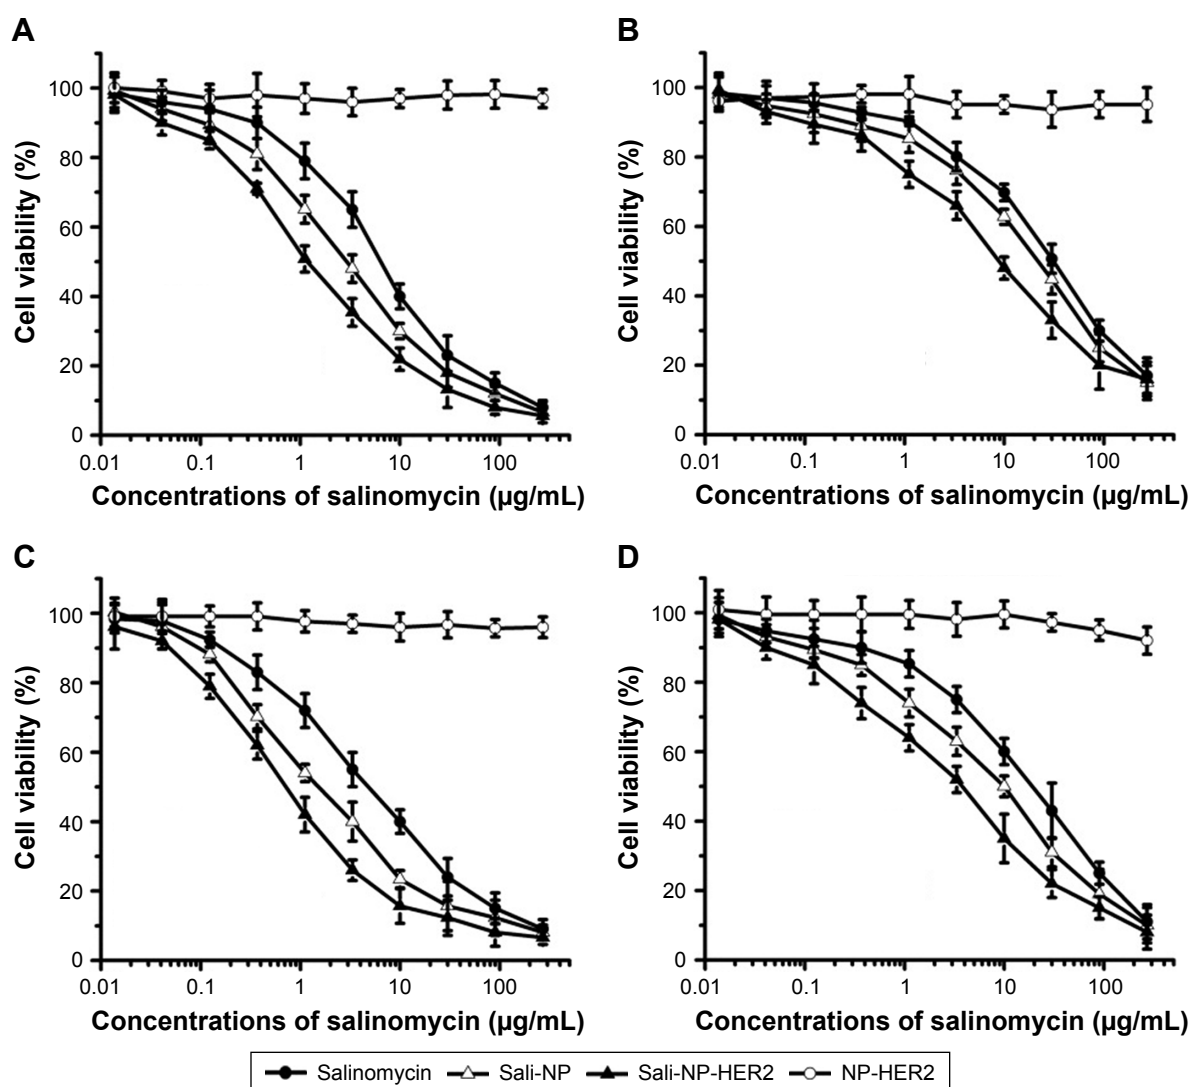 A
B
100
80
60
40
20
0
Cell viability (%)
0.01 0.1 1 10 100
Concentrations of salinomycin (µg/mL)
100
80
60
40
20
0
Cell viability (%)
0.01 0.1 1 10 100
Concentrations of salinomycin (µg/mL)
C
D
100
80
60
40
20
0
Cell viability (%)
0.01 0.1 1 10 100
Concentrations of salinomycin (µg/mL)
100
80
60
40
20
0
Cell viability (%)
0.01 0.1 1 10 100
Concentrations of salinomycin (µg/mL)
Salinomycin Sali-NP Sali-NP-HER2 NP-HER2